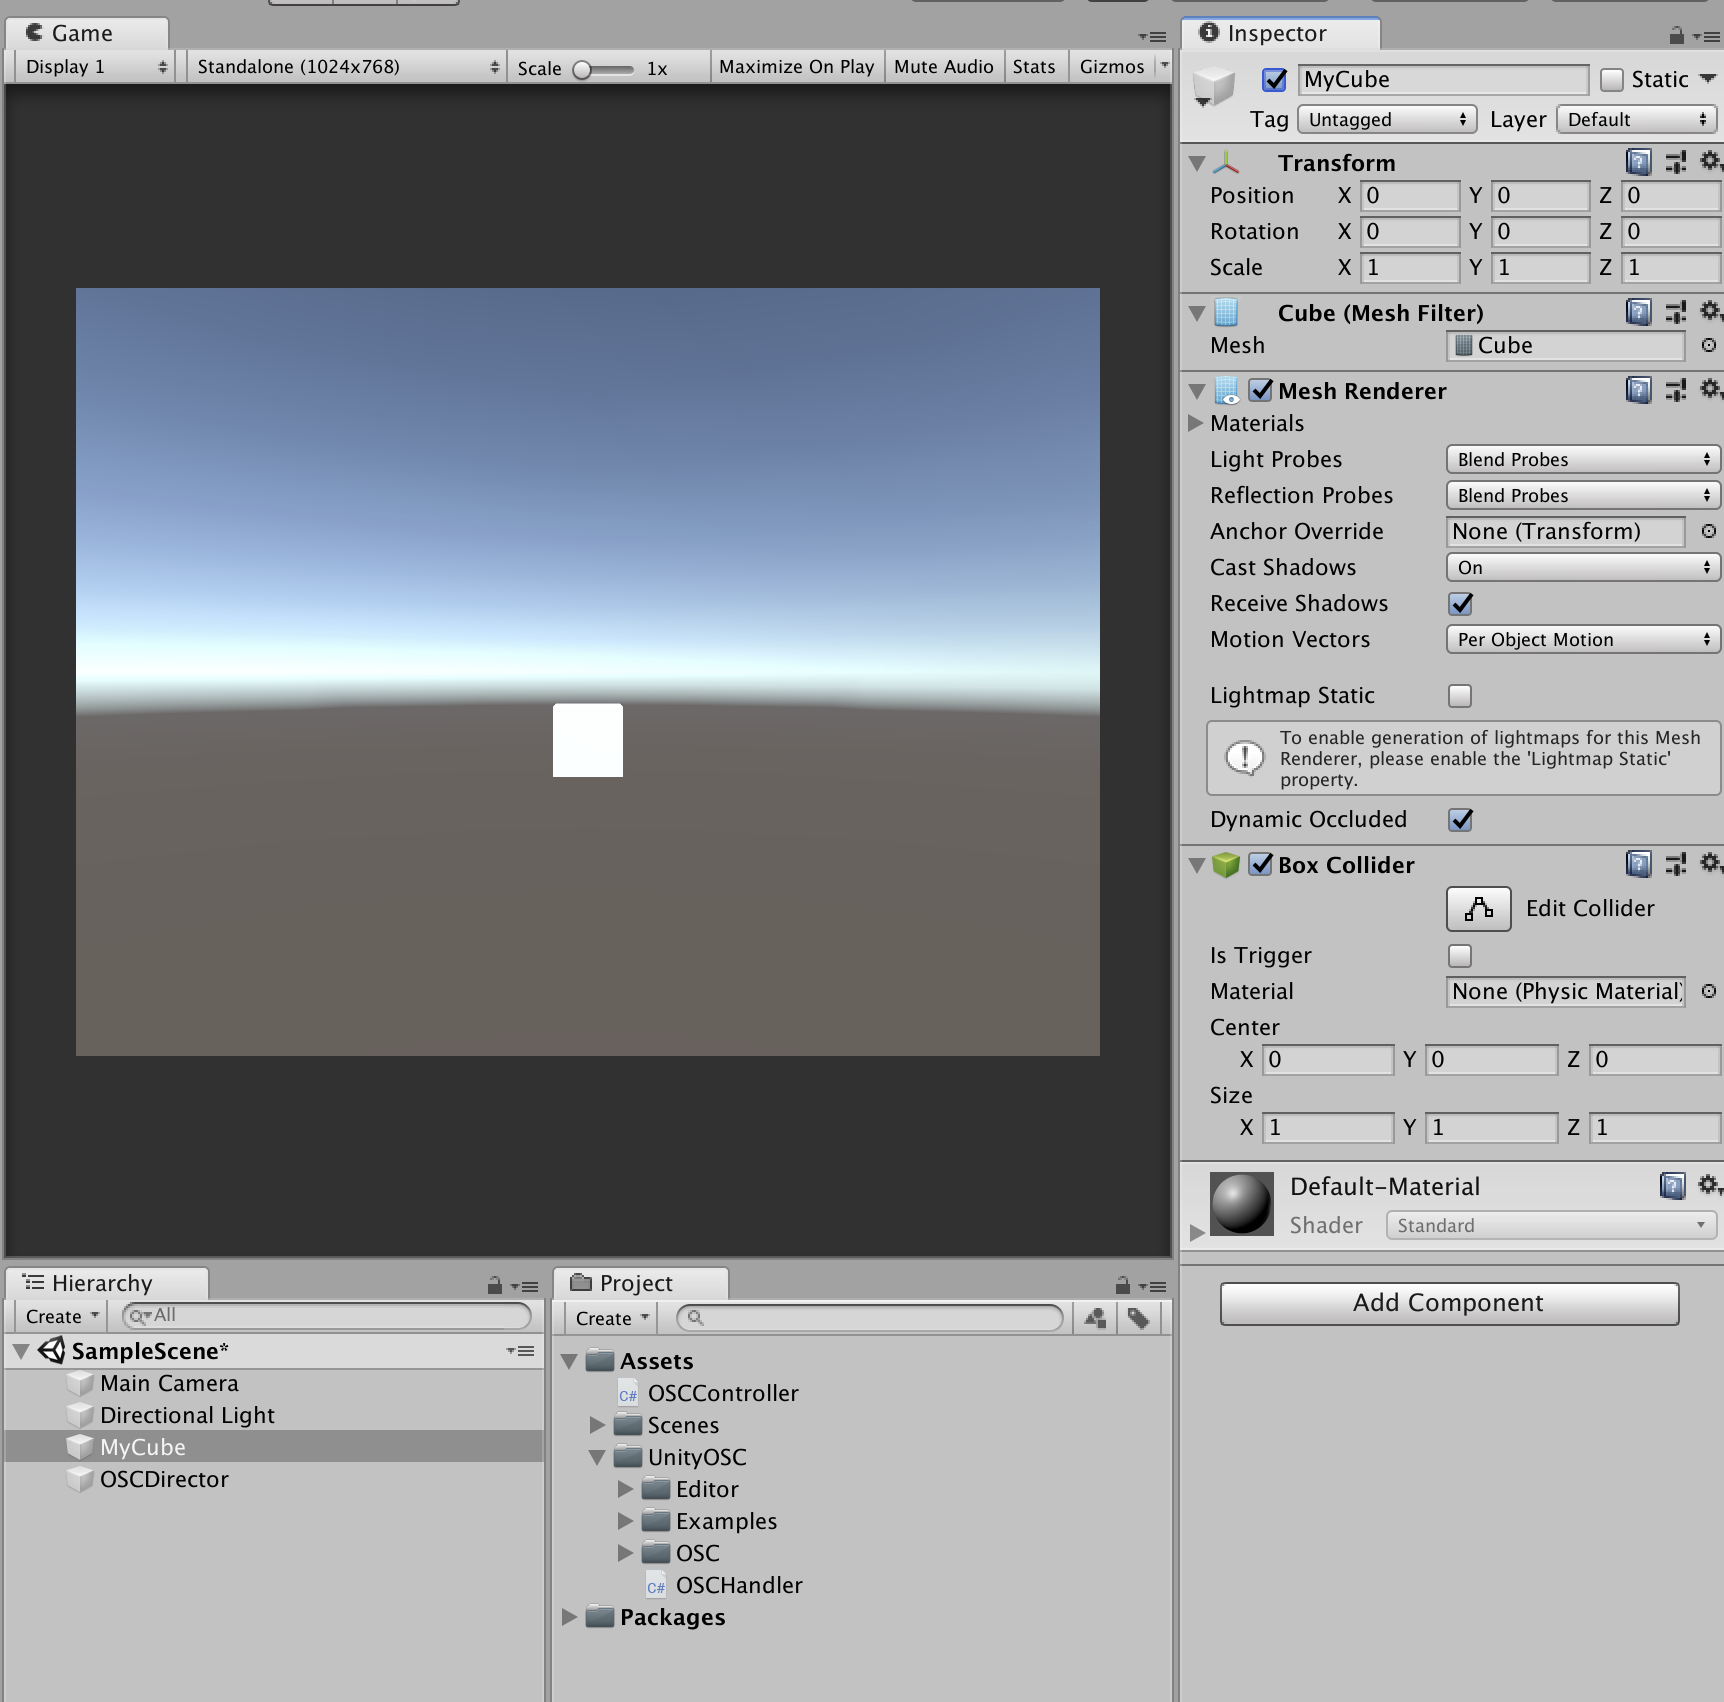 Game
Display 1 Standalone (1024x768) Scale 1x Maximize On Play Mute Audio Stats Gizmos
Inspector
MyCube Static
Tag Untagged Layer Default
Transform
Position X 0 Y 0 Z 0
Rotation X 0 Y 0 Z 0
Scale X 1 Y 1 Z 1
Cube (Mesh Filter)
Mesh Cube
Mesh Renderer
Materials
Light Probes Blend Probes
Reflection Probes Blend Probes
Anchor Override None (Transform)
Cast Shadows On
Receive Shadows
Motion Vectors Per Object Motion
Lightmap Static
To enable generation of lightmaps for this Mesh
Renderer, please enable the 'Lightmap Static'
property.
Dynamic Occluded
Box Collider
Edit Collider
Is Trigger
Material None (Physic Material)
Center
X 0 Y 0 Z 0
Size
X 1 Y 1 Z 1
Default-Material
Shader Standard
Add Component
Hierarchy
Create All
SampleScene*
Main Camera
Directional Light
MyCube
OSCDirector
Project
Create
Assets
C# OSCController
Scenes
UnityOSC
Editor
Examples
OSC
C# OSCHandler
Packages